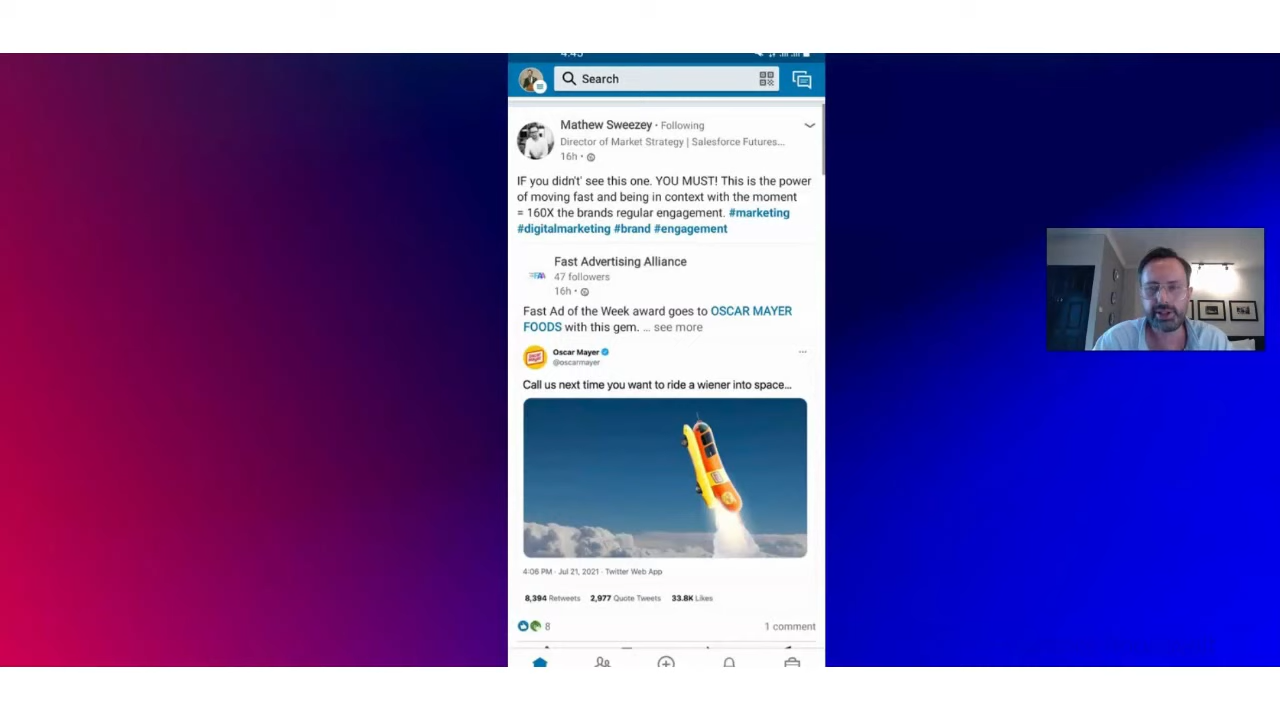 4:45
Search
Mathew Sweezey · Following
Director of Market Strategy | Salesforce Futures...
16h ·
IF you didn't' see this one. YOU MUST! This is the power
of moving fast and being in context with the moment
= 160X the brands regular engagement. #marketing
#digitalmarketing #brand #engagement
Fast Advertising Alliance
47 followers
16h ·
Fast Ad of the Week award goes to OSCAR MAYER
FOODS with this gem. ... see more
Oscar Mayer
@oscarmayer
Call us next time you want to ride a wiener into space...
4:06 PM · Jul 21, 2021 · Twitter Web App
8,394 Retweets 2,977 Quote Tweets 33.8K Likes
8
1 comment